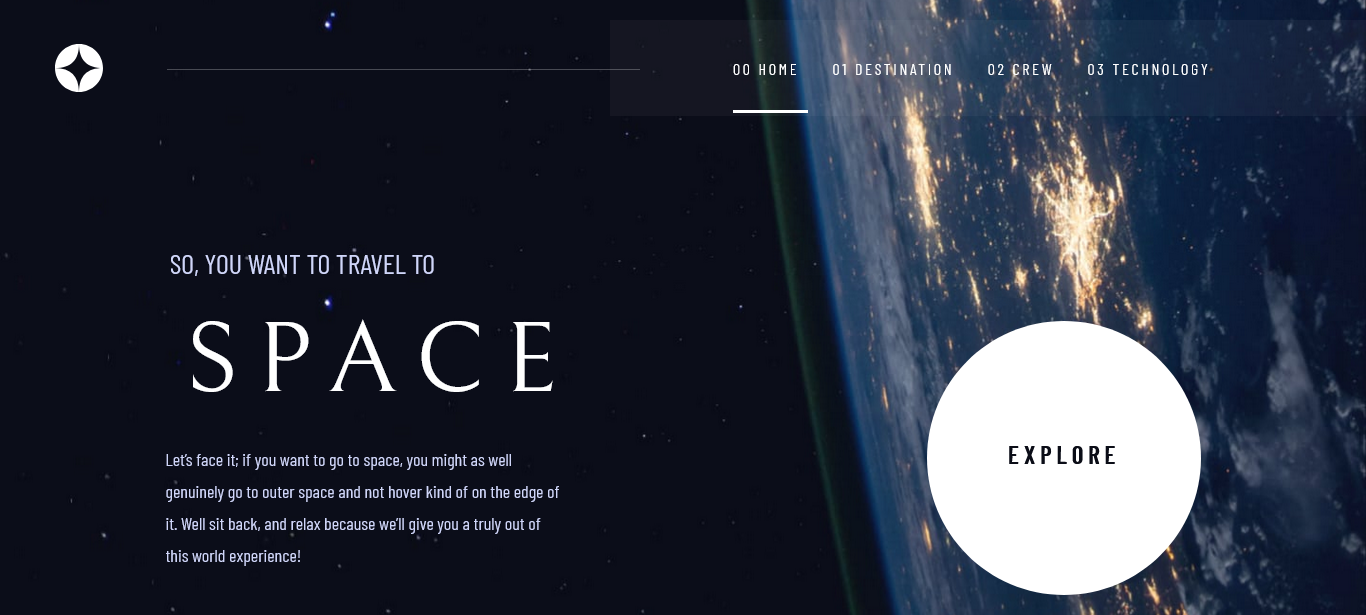 00 HOME 01 DESTINATION 02 CREW 03 TECHNOLOGY
SO, YOU WANT TO TRAVEL TO
SPACE
Let’s face it; if you want to go to space, you might as well
genuinely go to outer space and not hover kind of on the edge of
it. Well sit back, and relax because we’ll give you a truly out of
this world experience!
EXPLORE